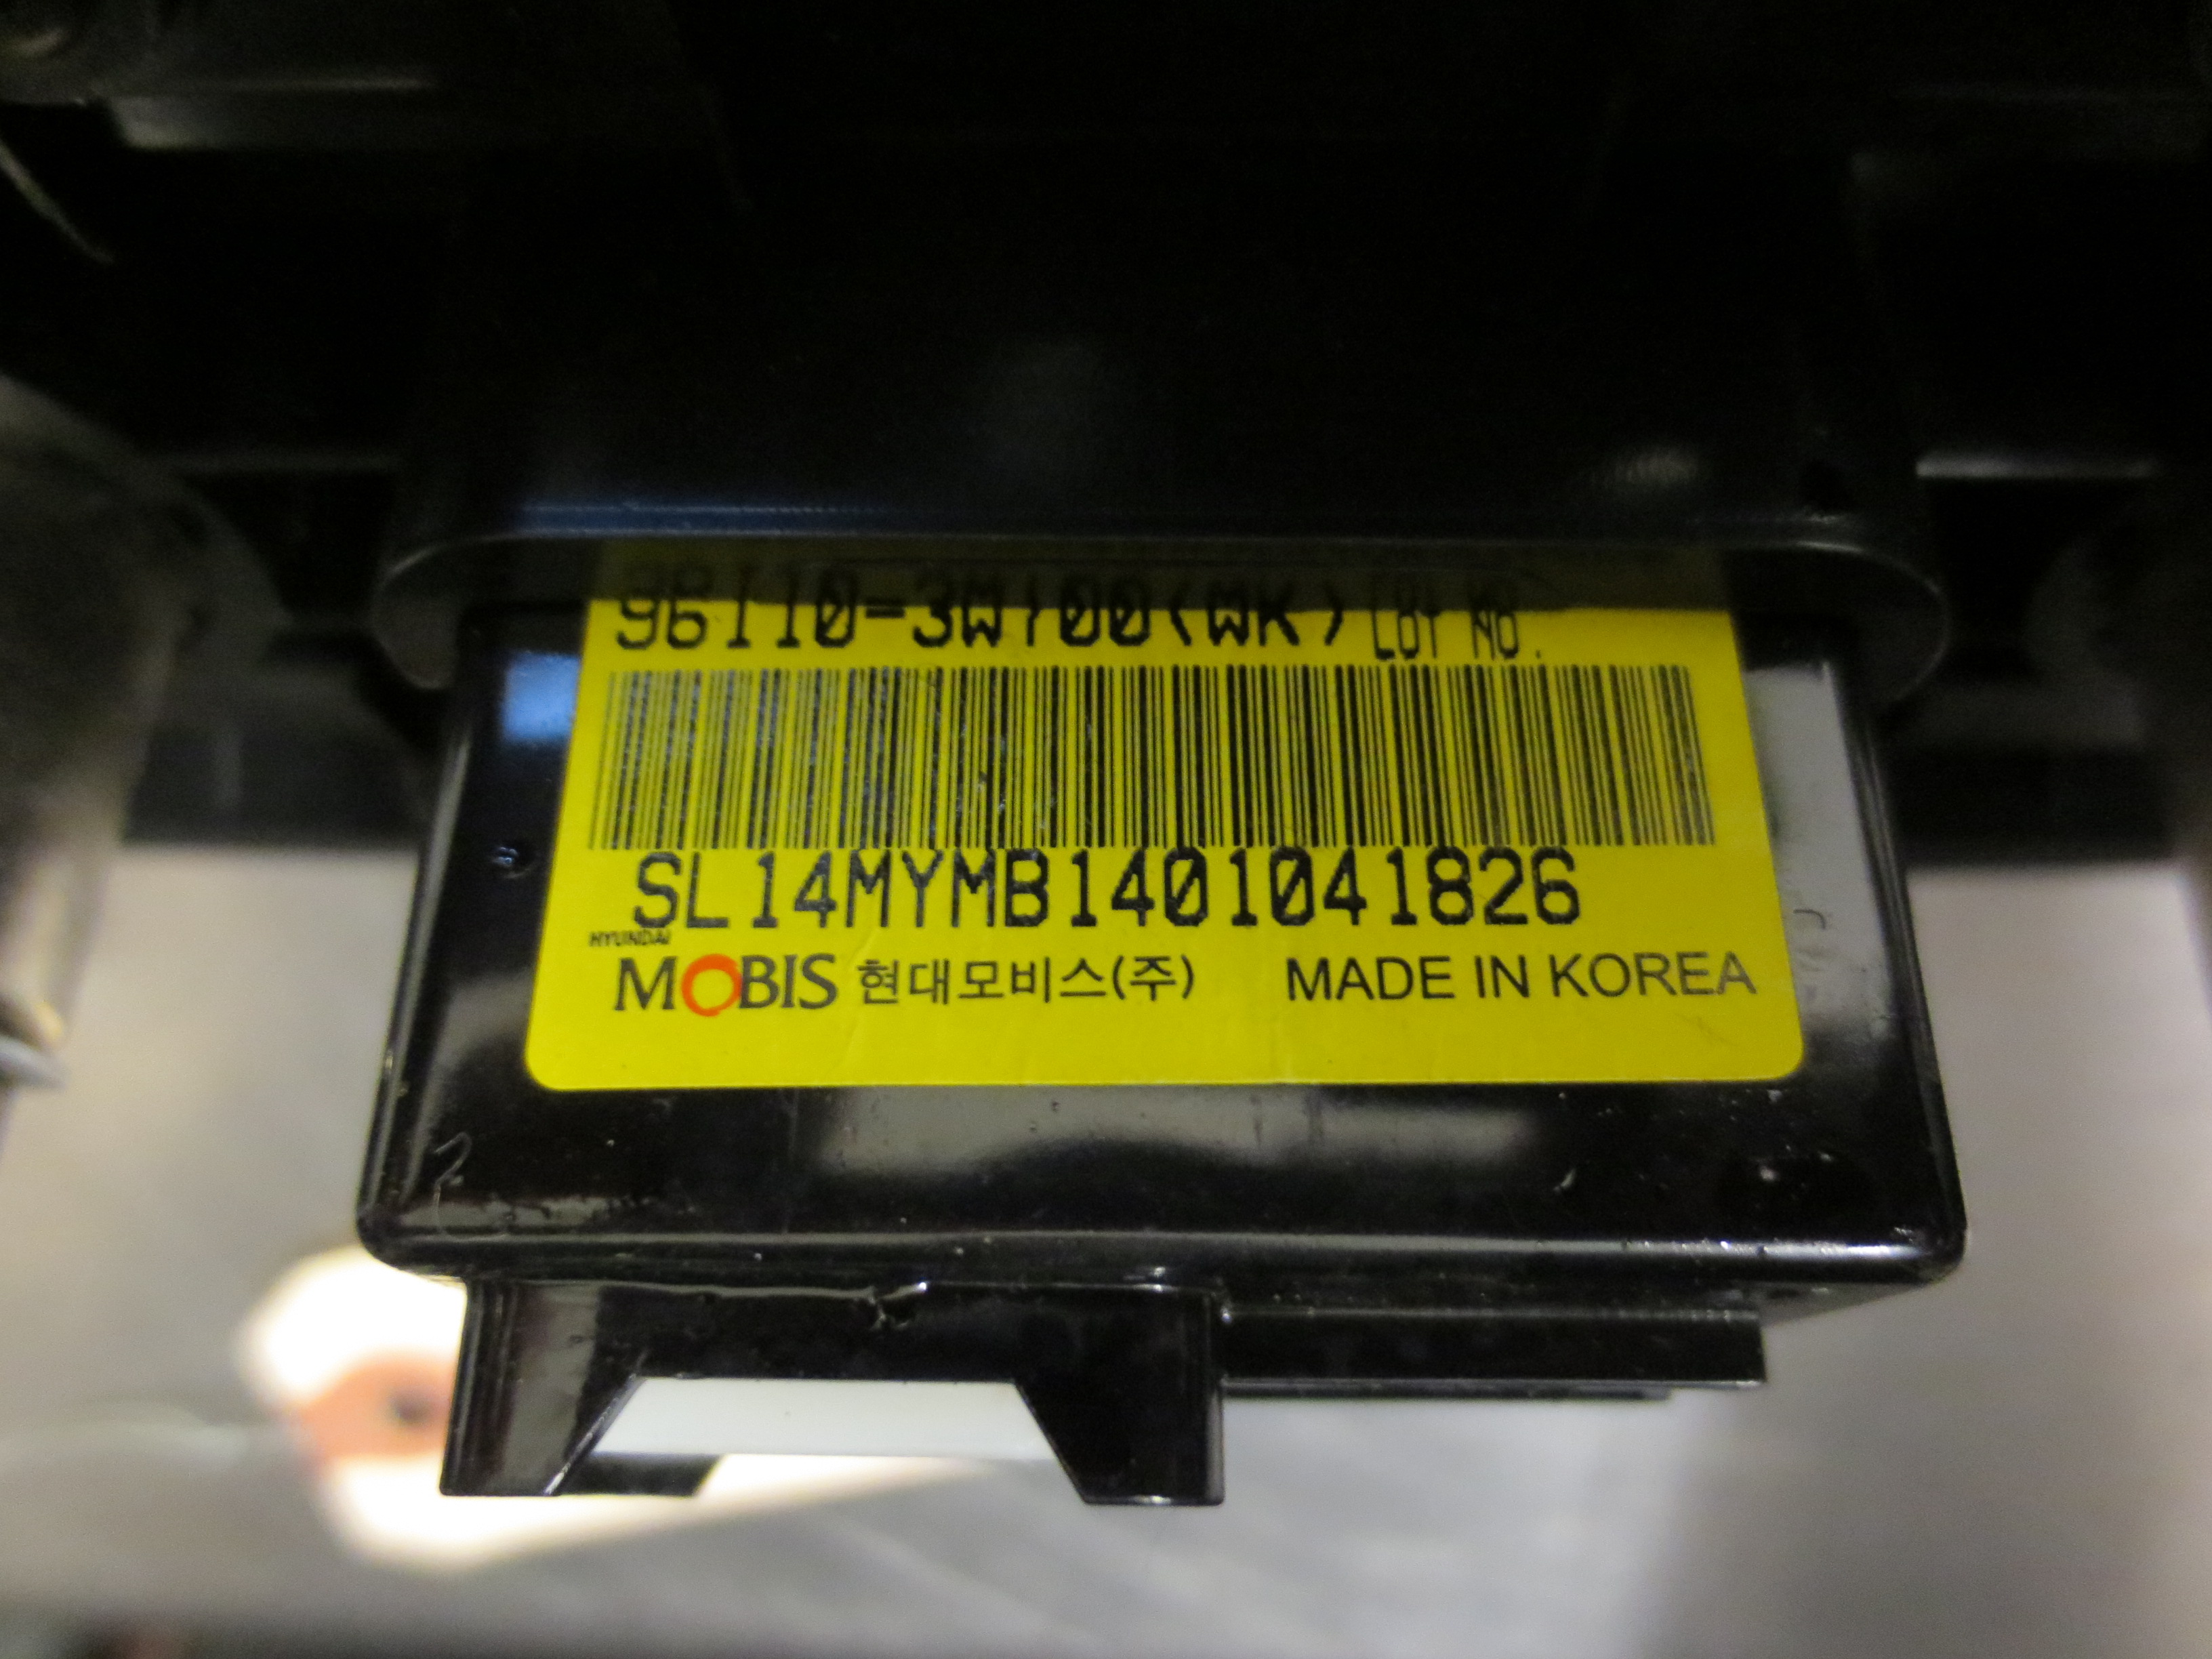 96110-3W100(WK) LOT NO.
SL14MYMB1401041826
HYUNDAI
MOBIS 현대모비스(주) MADE IN KOREA